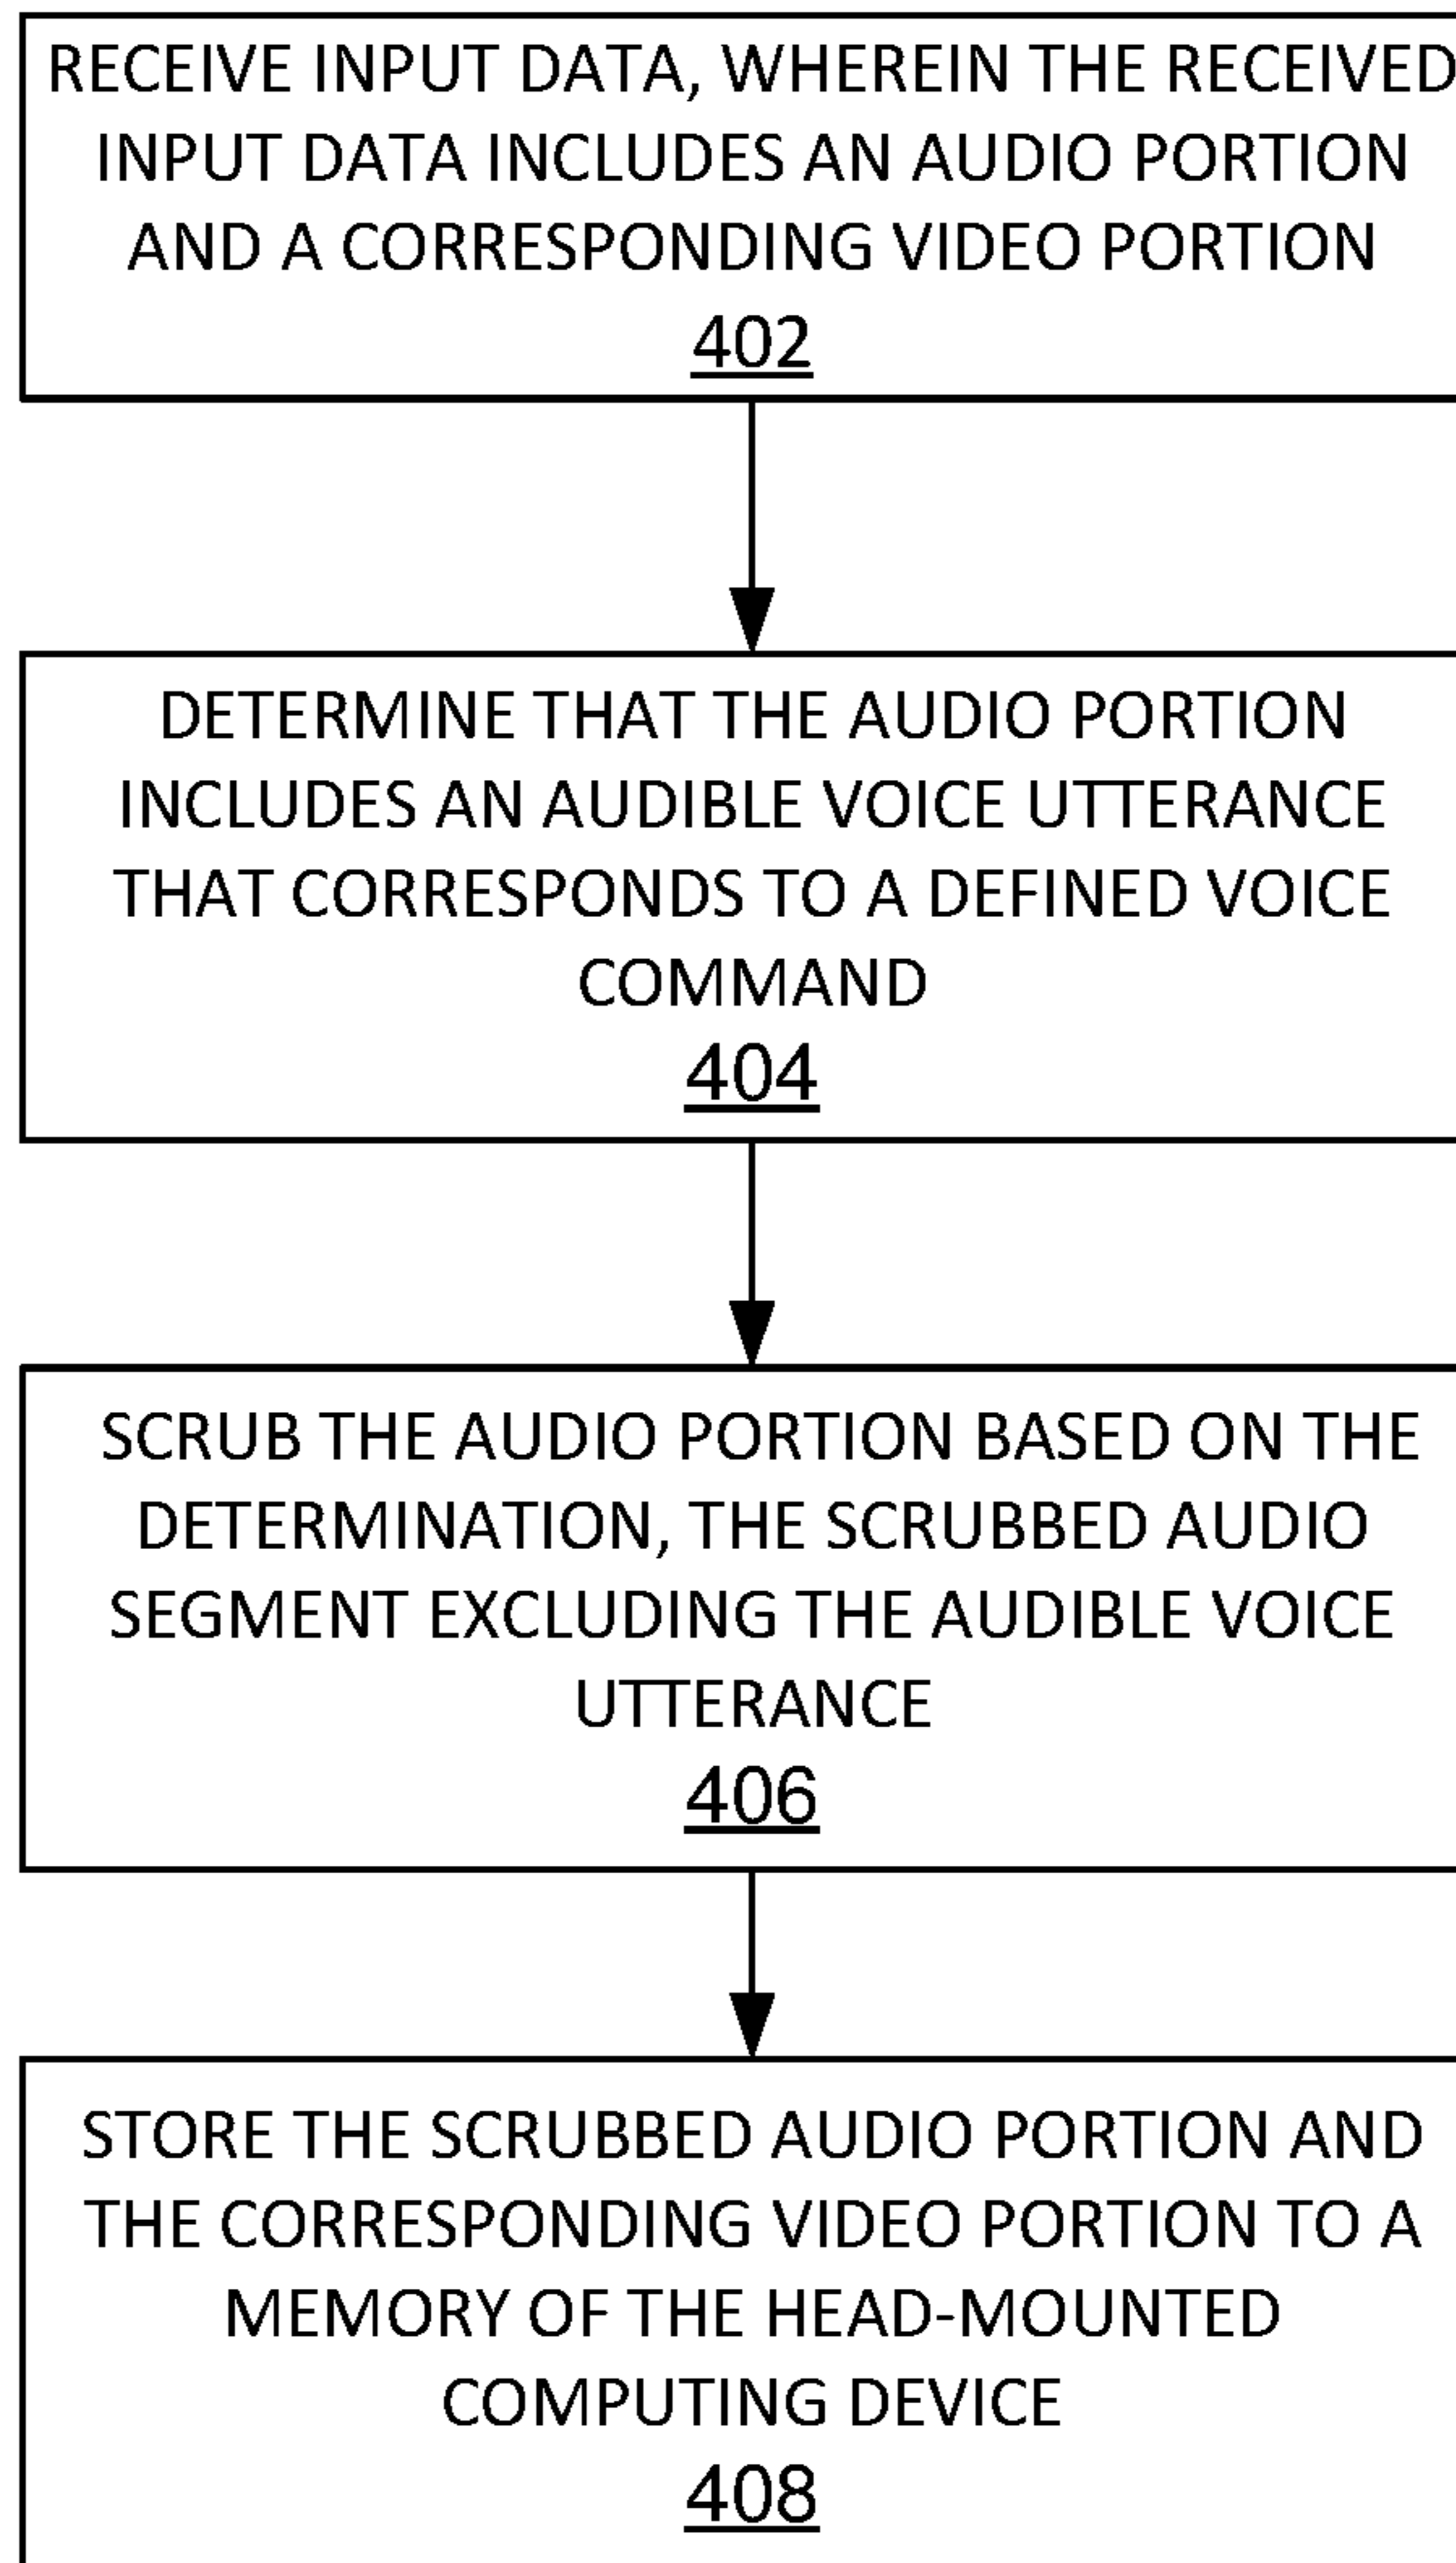 RECEIVE INPUT DATA, WHEREIN THE RECEIVED
INPUT DATA INCLUDES AN AUDIO PORTION
AND A CORRESPONDING VIDEO PORTION
402
DETERMINE THAT THE AUDIO PORTION
INCLUDES AN AUDIBLE VOICE UTTERANCE
THAT CORRESPONDS TO A DEFINED VOICE
COMMAND
404
SCRUB THE AUDIO PORTION BASED ON THE
DETERMINATION, THE SCRUBBED AUDIO
SEGMENT EXCLUDING THE AUDIBLE VOICE
UTTERANCE
406
STORE THE SCRUBBED AUDIO PORTION AND
THE CORRESPONDING VIDEO PORTION TO A
MEMORY OF THE HEAD-MOUNTED
COMPUTING DEVICE
408